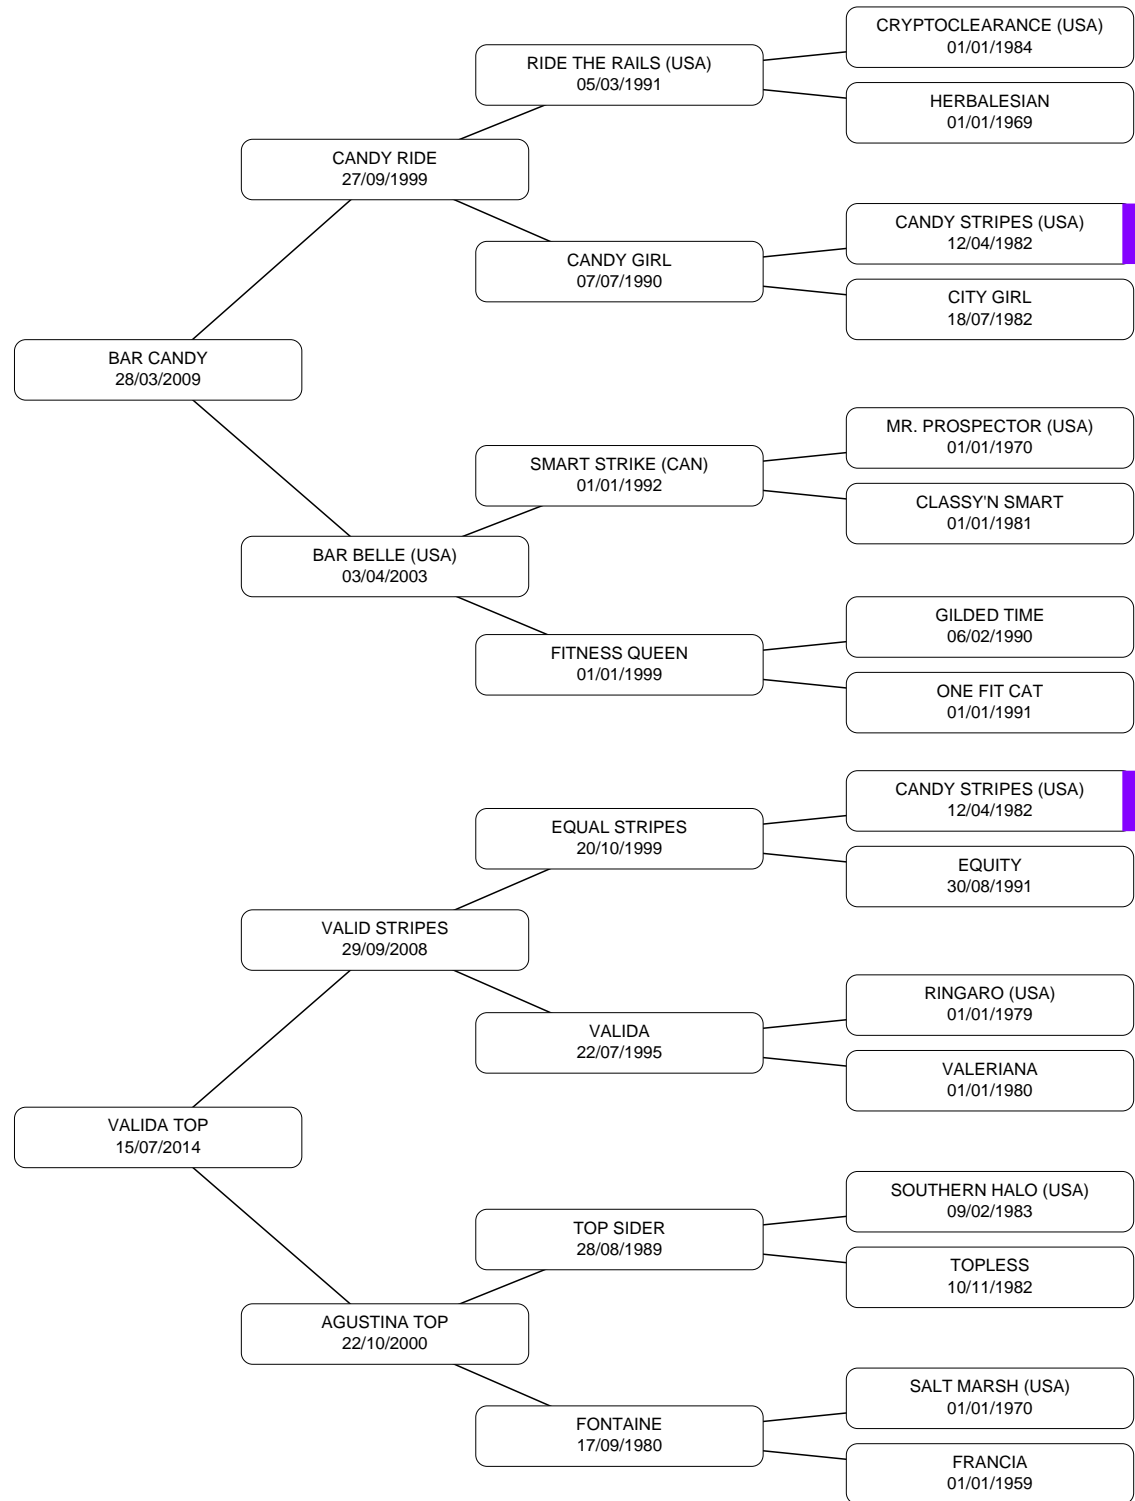 CRYPTOCLEARANCE (USA)
01/01/1984
RIDE THE RAILS (USA)
05/03/1991
HERBALESIAN
01/01/1969
CANDY RIDE
27/09/1999
CANDY STRIPES (USA)
12/04/1982
CANDY GIRL
07/07/1990
CITY GIRL
18/07/1982
BAR CANDY
28/03/2009
MR. PROSPECTOR (USA)
01/01/1970
SMART STRIKE (CAN)
01/01/1992
CLASSY'N SMART
01/01/1981
BAR BELLE (USA)
03/04/2003
GILDED TIME
06/02/1990
FITNESS QUEEN
01/01/1999
ONE FIT CAT
01/01/1991
CANDY STRIPES (USA)
12/04/1982
EQUAL STRIPES
20/10/1999
EQUITY
30/08/1991
VALID STRIPES
29/09/2008
RINGARO (USA)
01/01/1979
VALIDA
22/07/1995
VALERIANA
01/01/1980
VALIDA TOP
15/07/2014
SOUTHERN HALO (USA)
09/02/1983
TOP SIDER
28/08/1989
TOPLESS
10/11/1982
AGUSTINA TOP
22/10/2000
SALT MARSH (USA)
01/01/1970
FONTAINE
17/09/1980
FRANCIA
01/01/1959